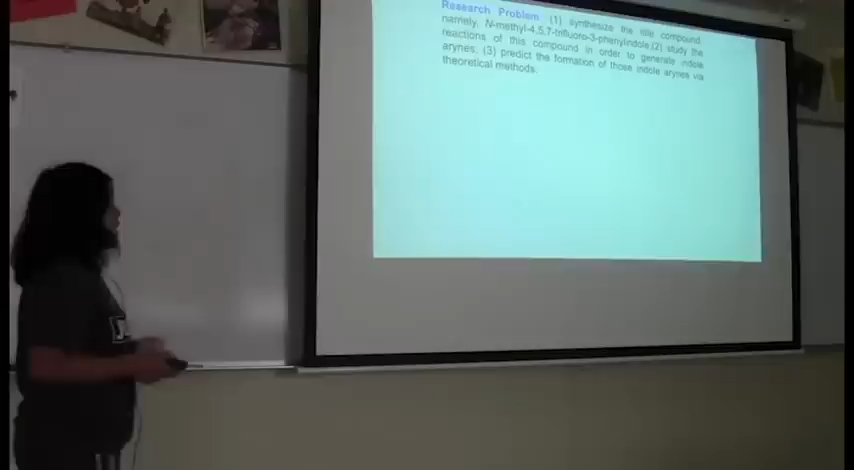 Research Problem (1) synthesize the title compound,
namely, N-methyl-4,5,7-trifluoro-3-phenylindole,(2) study the
reactions of this compound in order to generate indole
arynes; (3) predict the formation of those indole arynes via
theoretical methods.